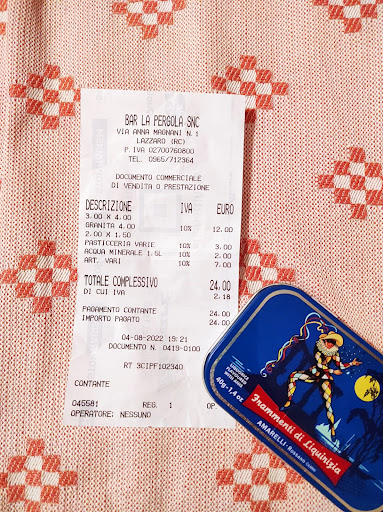 BAR LA PERGOLA SNC
VIA ANNA MAGNANI N. 1
LAZZARO (RC)
P. IVA 02700760800
TEL. 0965/712364
DOCUMENTO COMMERCIALE
DI VENDITA O PRESTAZIONE
DESCRIZIONE IVA EURO
3.00 X 4.00
GRANITA 4.00 10% 12.00
2.00 X 1.50
PASTICCERIA VARIE 10% 3.00
ACQUA MINERALE 1.5L 10% 2.00
ART. VARI 10% 7.00
TOTALE COMPLESSIVO 24.00
DI CUI IVA 2.18
PAGAMENTO CONTANTE 24.00
IMPORTO PAGATO 24.00
04-08-2022 19:21
DOCUMENTO N. 0419-0100
RT 3CIFF102340
CONTANTE
045581 REG. 1 OP.
OPERATORE: NESSUNO
40g-1,4 oz
Frammenti di Liquirizia
AMARELLI - ROSSANO